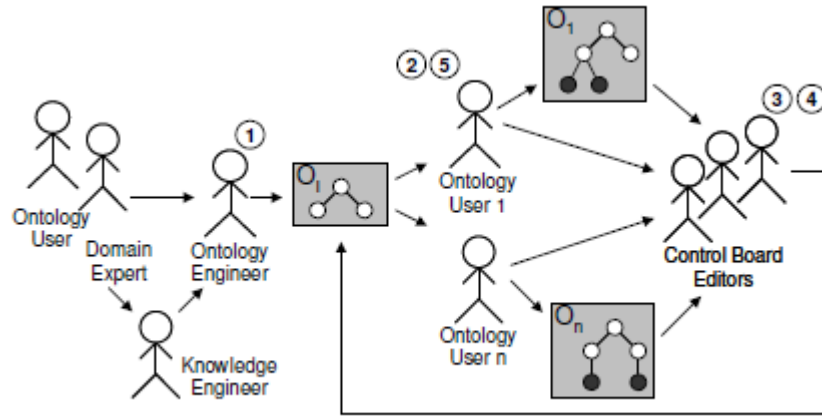 O1
2 5
3 4
1
OI
Ontology
User
Domain
Expert
Ontology
Engineer
Ontology
User 1
Control Board
Editors
Ontology
User n
On
Knowledge
Engineer